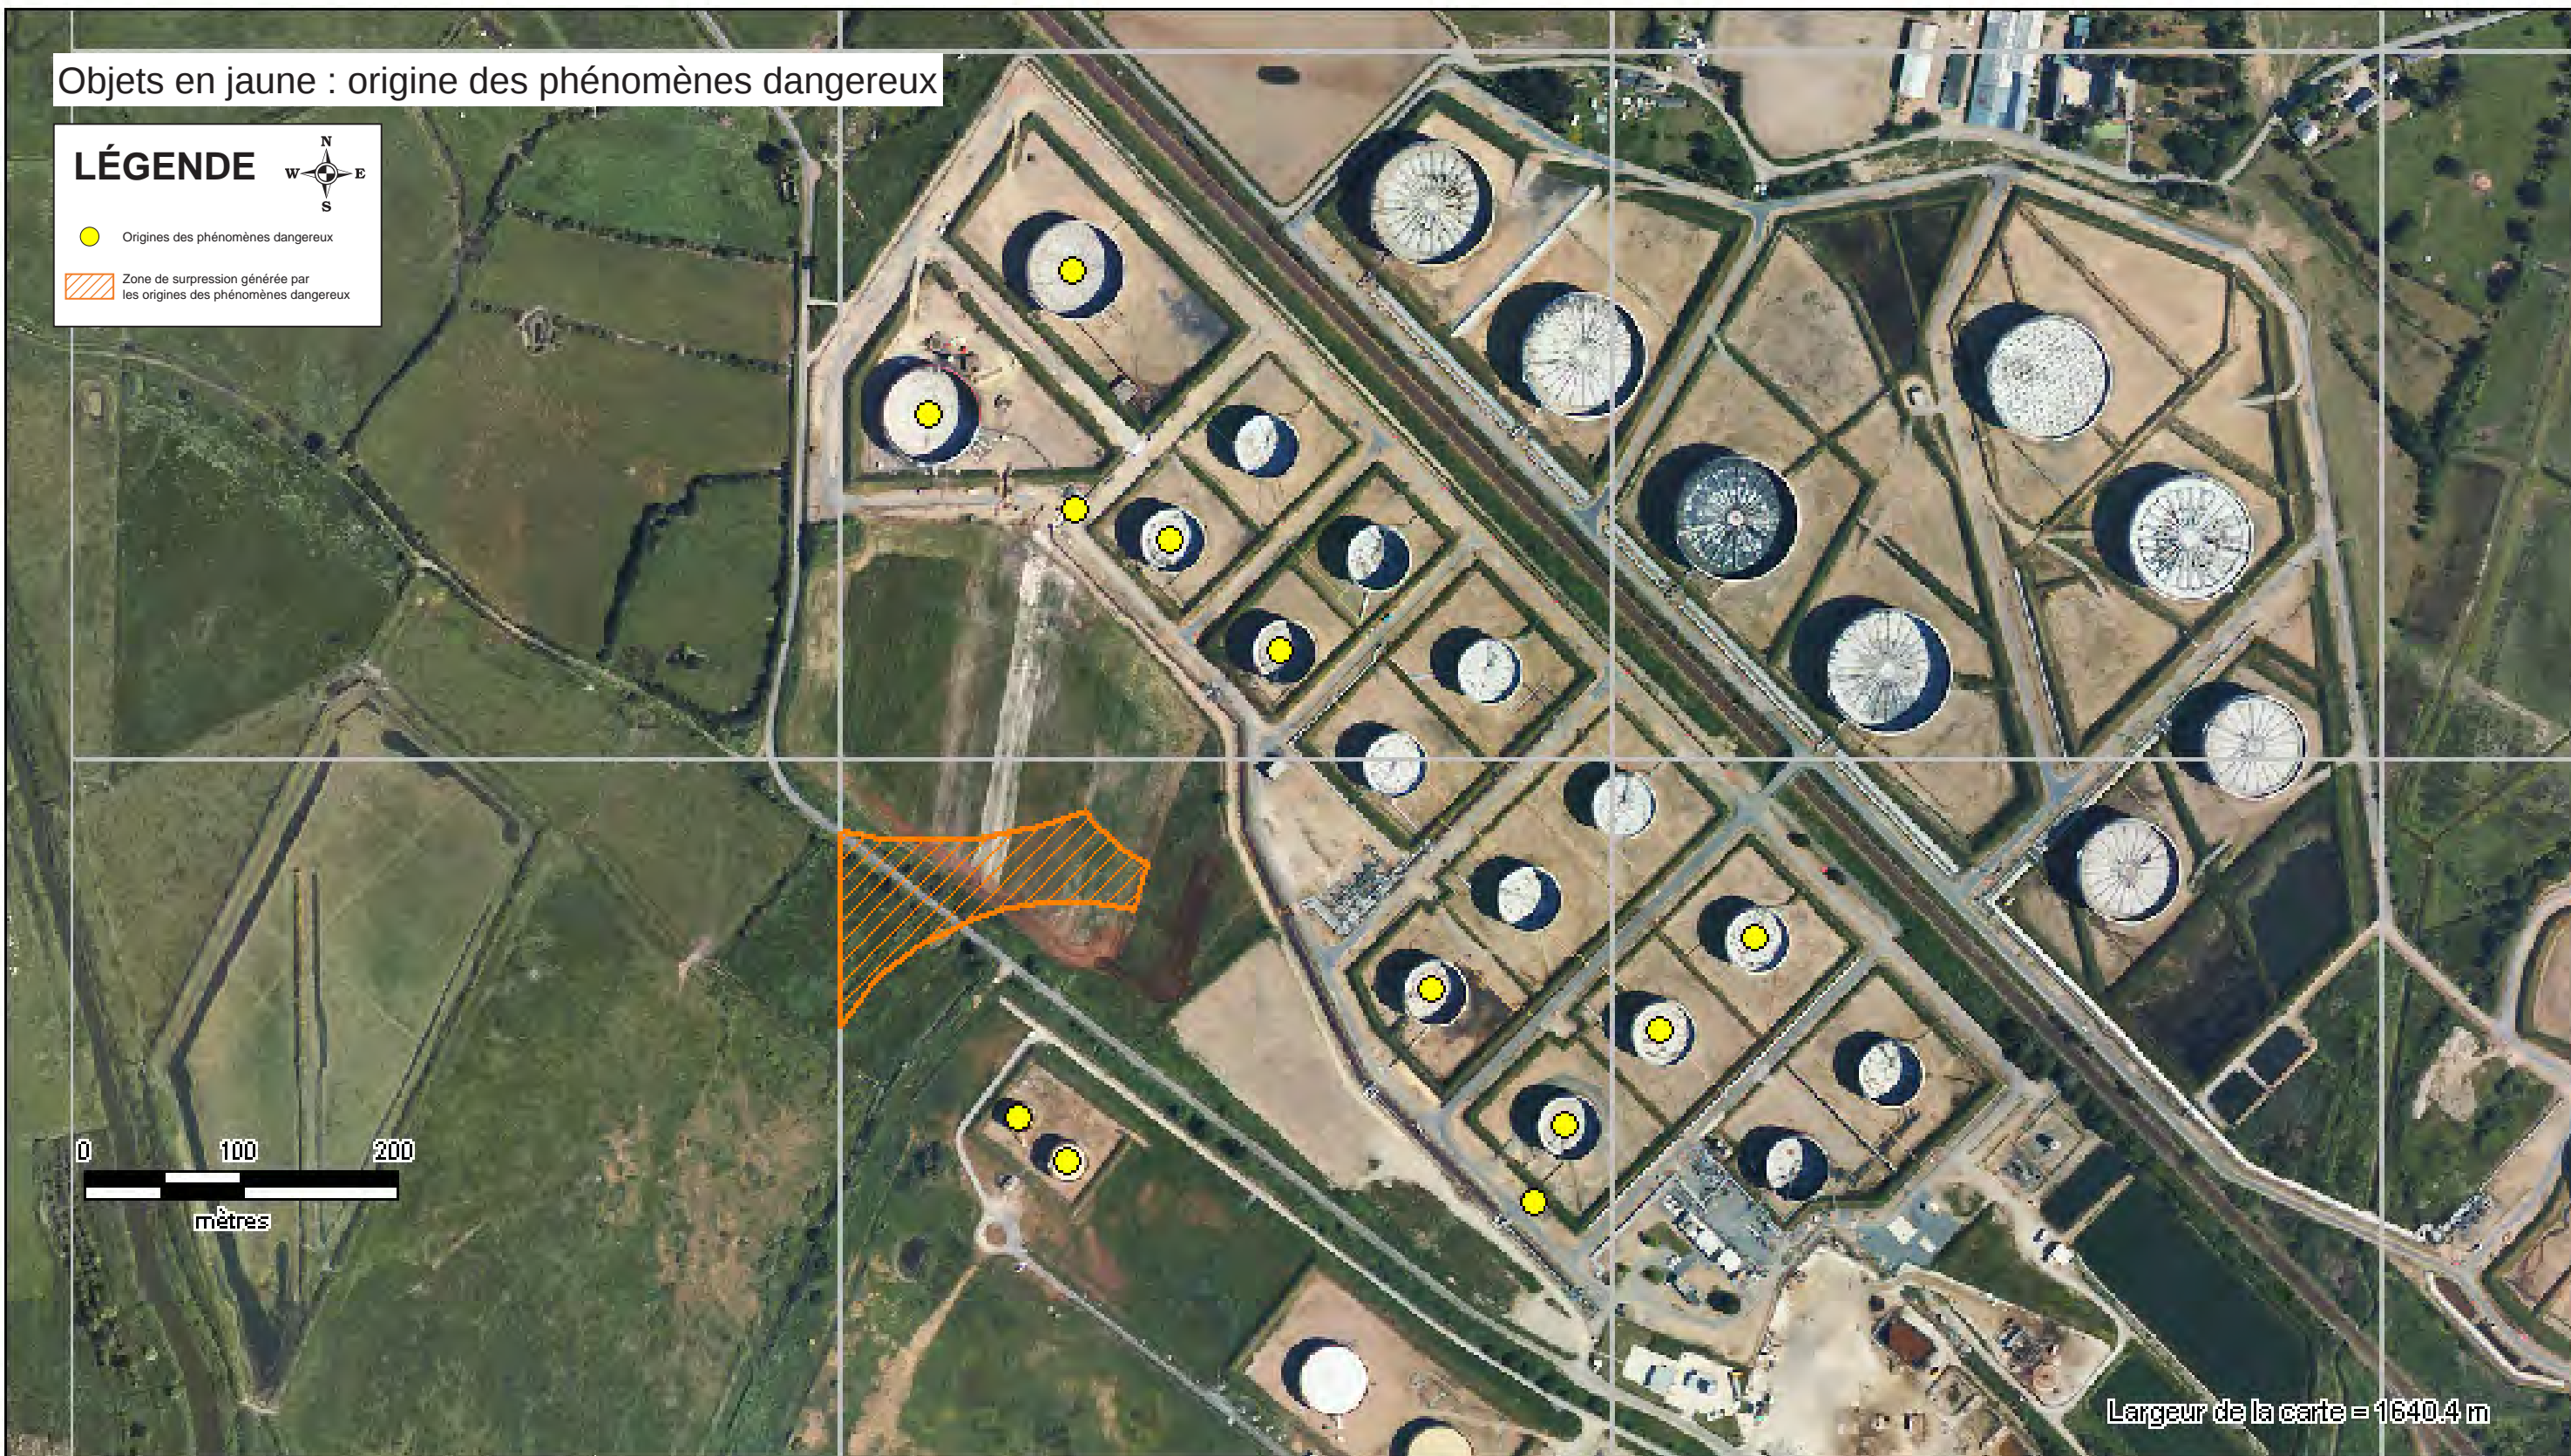 Objets en jaune : origine des phénomènes dangereux
LÉGENDE
N
W E
S
Origines des phénomènes dangereux
Zone de surpression générée par
les origines des phénomènes dangereux
0 100 200
mètres
Largeur de la carte = 1640.4 m